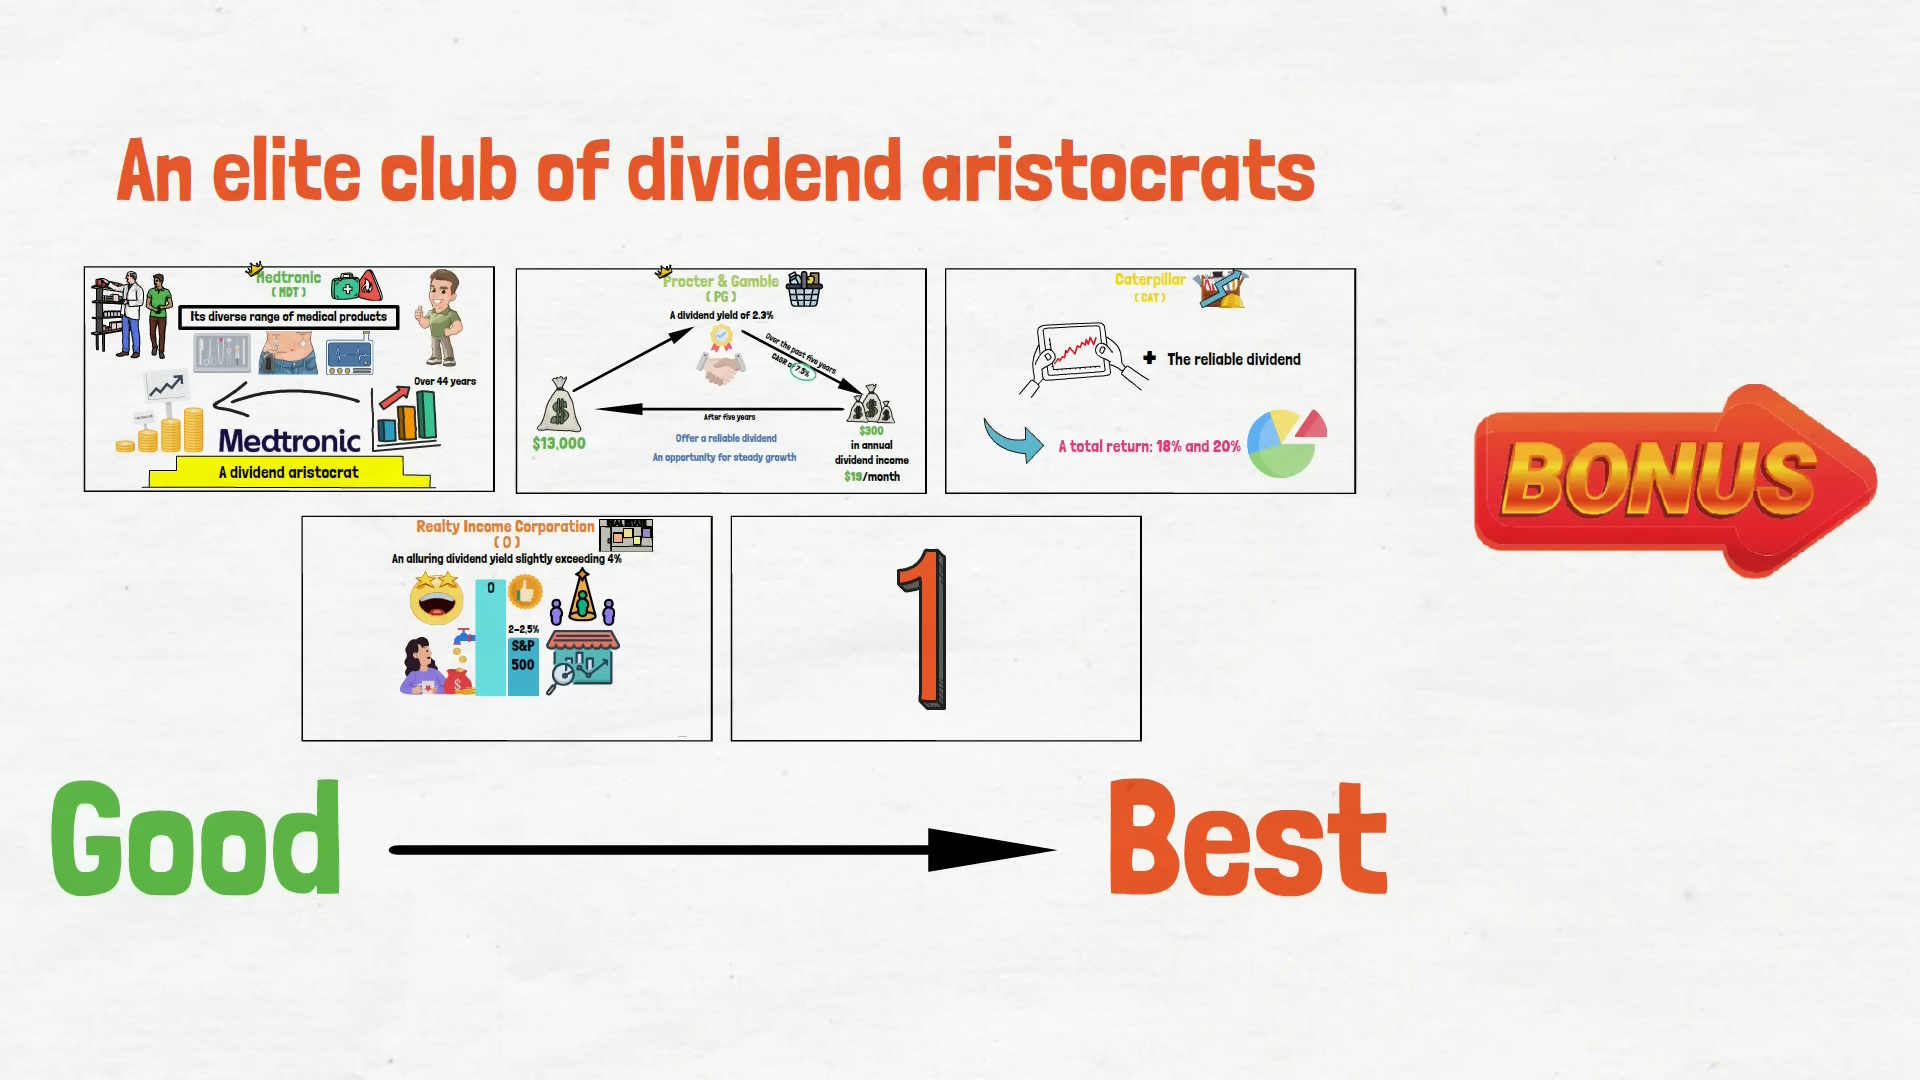 An elite club of dividend aristocrats
Medtronic
( MDT )
Its diverse range of medical products
Over 44 years
INCREASE
Medtronic
A dividend aristocrat
Procter & Gamble
( PG )
A dividend yield of 2.3%
Over the past five years
CAGR of 7.5%
After five years
$13,000
Offer a reliable dividend
An opportunity for steady growth
$300
in annual
dividend income
$19/month
Caterpillar
( CAT )
+ The reliable dividend
A total return: 18% and 20%
BONUS
Realty Income Corporation
( O )
REAL ESTATE
An alluring dividend yield slightly exceeding 4%
O
2-2,5%
S&P
500
1
Good
Best